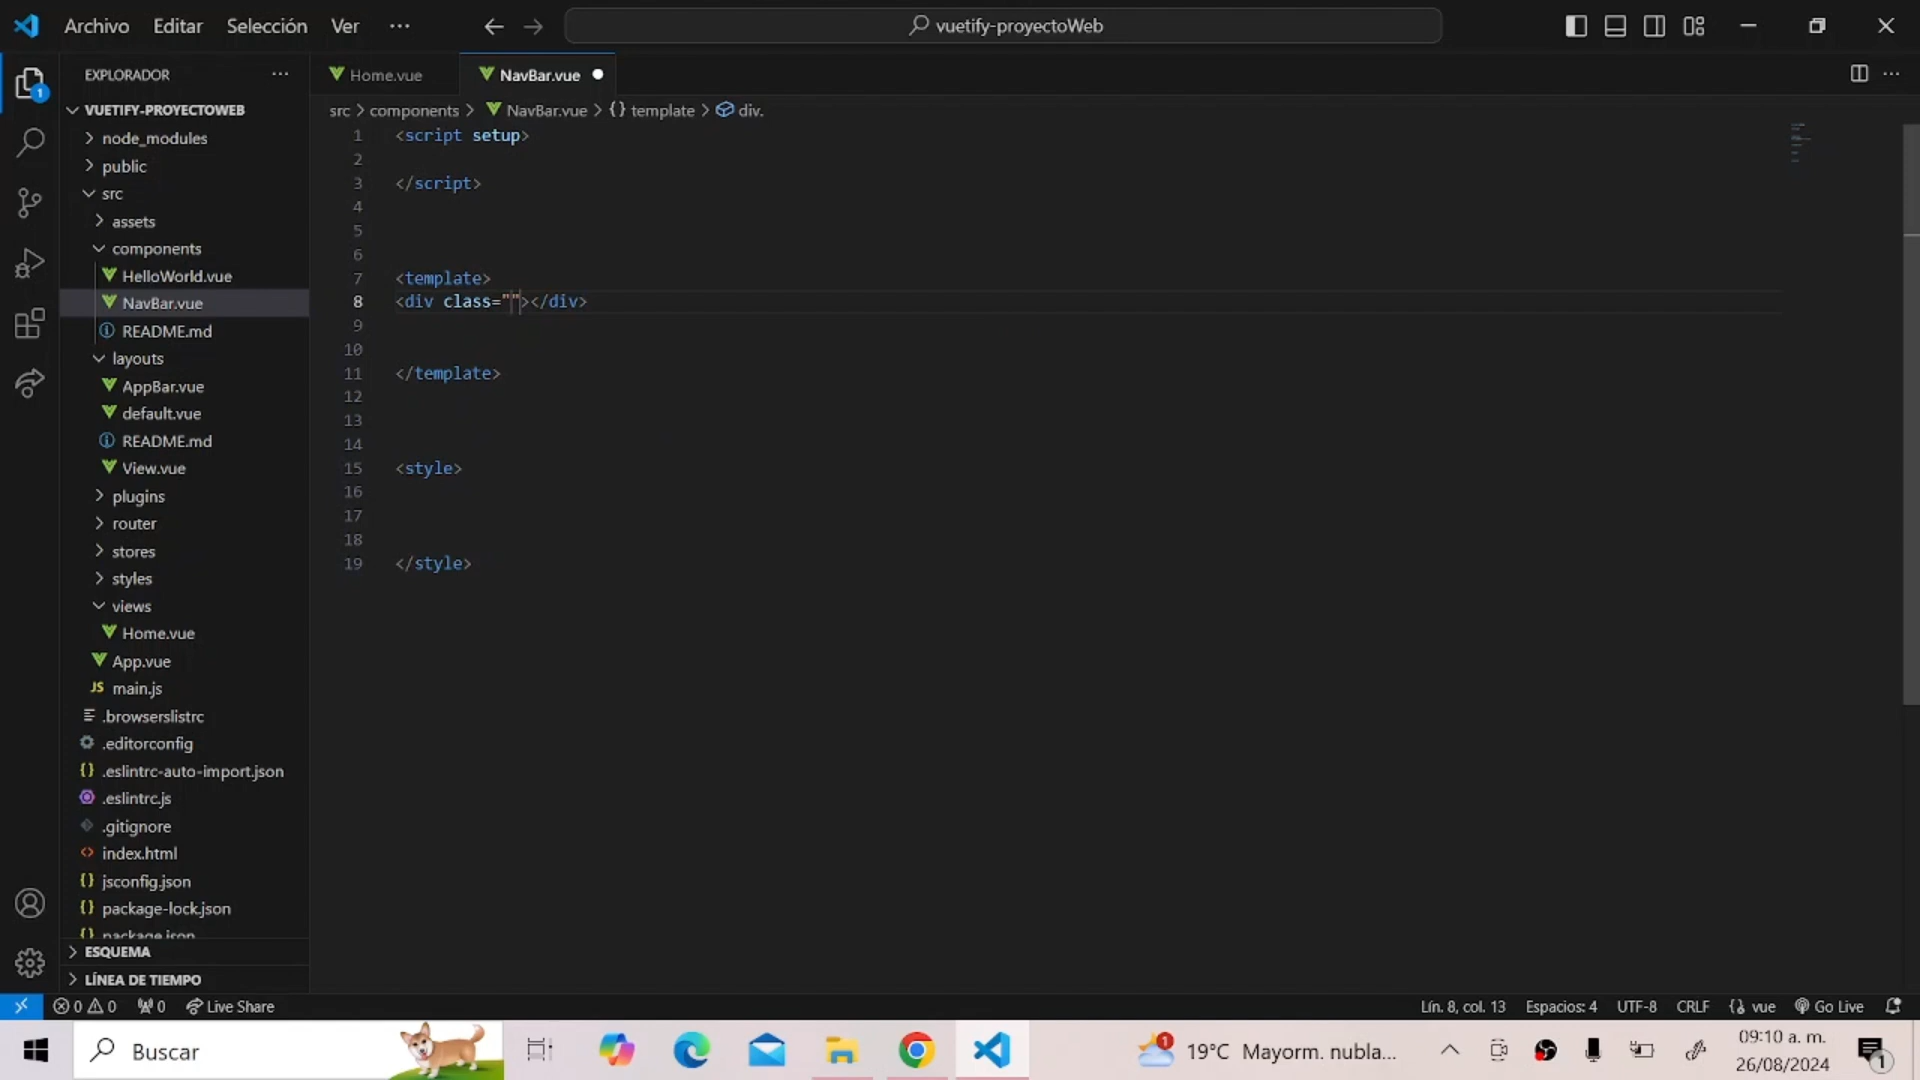 Archivo Editar Selección Ver ··· vuetify-proyectoWeb
EXPLORADOR ···
VUETIFY-PROYECTOWEB
node_modules
public
src
assets
components
HelloWorld.vue
NavBar.vue
README.md
layouts
AppBar.vue
default.vue
README.md
View.vue
plugins
router
stores
styles
views
Home.vue
App.vue
JS main.js
.browserslistrc
.editorconfig
{} .eslintrc-auto-import.json
.eslintrc.js
.gitignore
<> index.html
{} jsconfig.json
{} package-lock.json
{} package.json
ESQUEMA
LÍNEA DE TIEMPO
1
Home.vue NavBar.vue ●
src > components > NavBar.vue > {} template > div.
1 <script setup>
2
3 </script>
4
5
6
7 <template>
8 <div class=""></div>
9
10
11 </template>
12
13
14
15 <style>
16
17
18
19 </style>
0 0 0 Live Share Lín. 8, col. 13 Espacios: 4 UTF-8 CRLF {} vue Go Live
Buscar 1 19°C Mayorm. nubla... 09:10 a. m.
26/08/2024 1